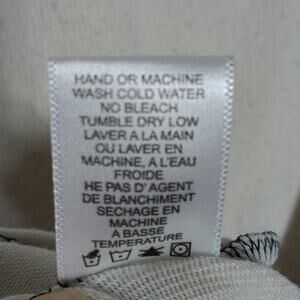 HAND OR MACHINE
WASH COLD WATER
NO BLEACH
TUMBLE DRY LOW
LAVER A LA MAIN
OU LAVER EN
MACHINE, A L'EAU
FROIDE
HE PAS D'AGENT
DE BLANCHIMENT
SECHAGE EN
MACHINE
A BASSE
TEMPERATURE